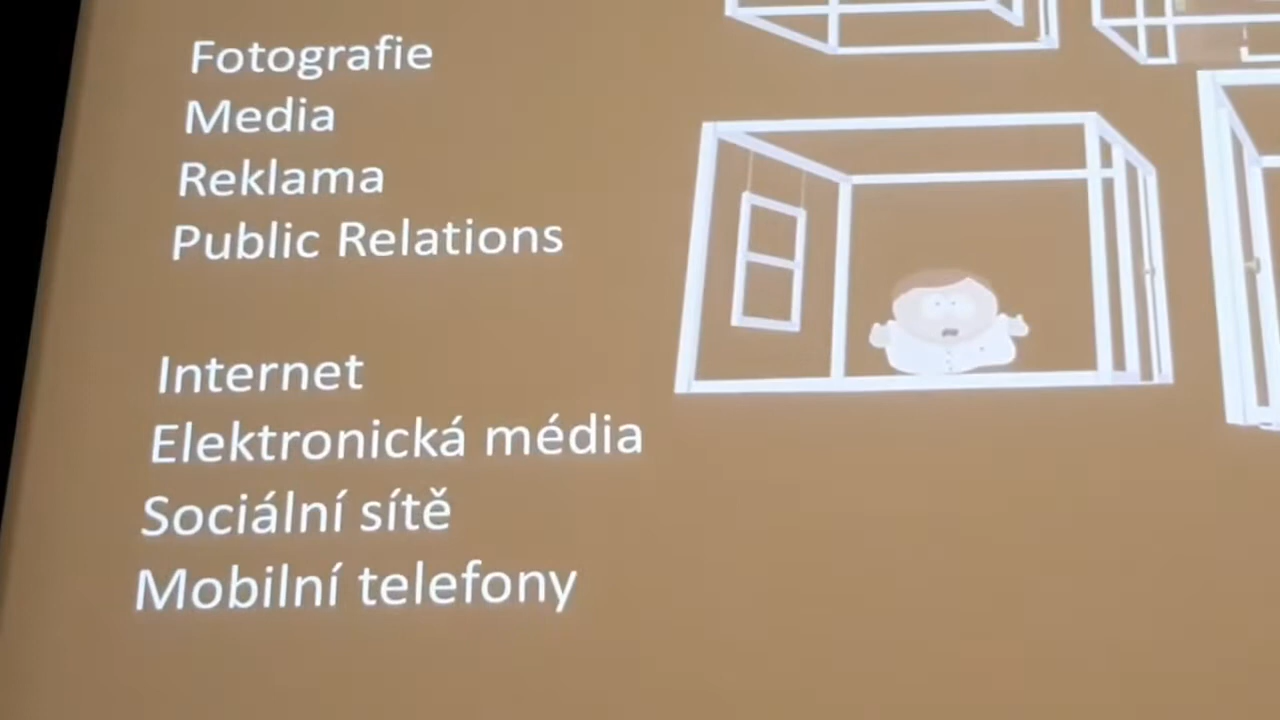 Fotografie
Media
Reklama
Public Relations
Internet
Elektronická média
Sociální sítě
Mobilní telefony